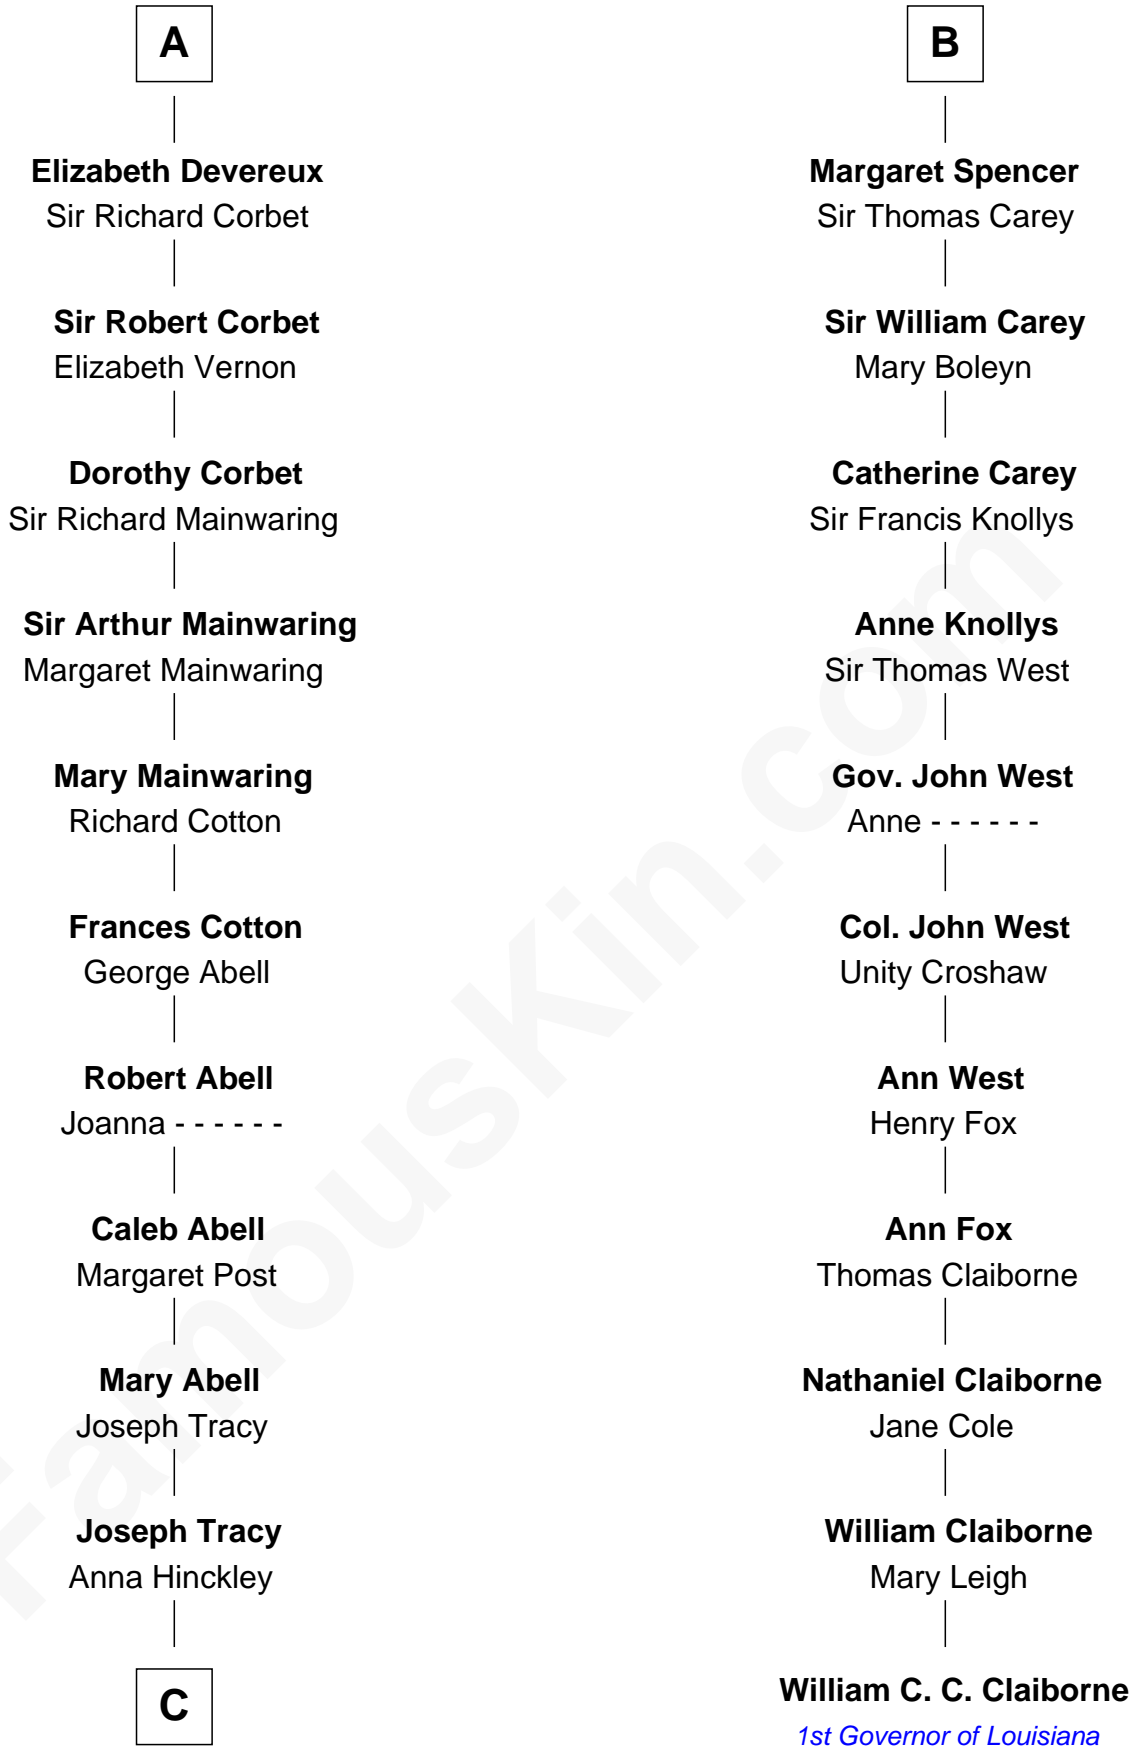 A
Elizabeth Devereux
Sir Richard Corbet
Sir Robert Corbet
Elizabeth Vernon
Dorothy Corbet
Sir Richard Mainwaring
Sir Arthur Mainwaring
Margaret Mainwaring
Mary Mainwaring
Richard Cotton
Frances Cotton
George Abell
Robert Abell
Joanna - - - - - -
Caleb Abell
Margaret Post
Mary Abell
Joseph Tracy
Joseph Tracy
Anna Hinckley
C
B
Margaret Spencer
Sir Thomas Carey
Sir William Carey
Mary Boleyn
Catherine Carey
Sir Francis Knollys
Anne Knollys
Sir Thomas West
Gov. John West
Anne - - - - - -
Col. John West
Unity Croshaw
Ann West
Henry Fox
Ann Fox
Thomas Claiborne
Nathaniel Claiborne
Jane Cole
William Claiborne
Mary Leigh
William C. C. Claiborne
1st Governor of Louisiana
FamousKin.com